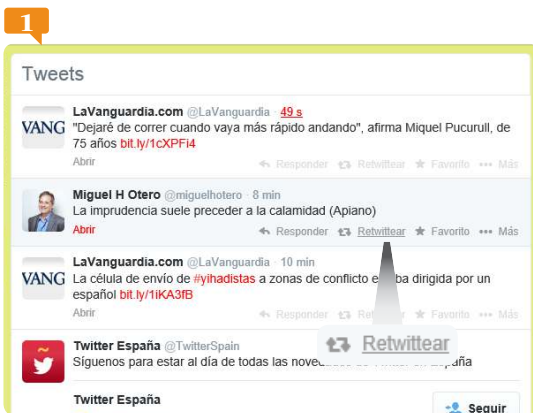 1
Tweets
LaVanguardia.com @LaVanguardia · 49 s
VANG "Dejaré de correr cuando vaya más rápido andando", afirma Miquel Pucurull, de
75 años bit.ly/1cXPFi4
Abrir Responder Retwittear Favorito Más
Miguel H Otero @miguelhotero · 8 min
La imprudencia suele preceder a la calamidad (Apiano)
Abrir Responder Retwittear Favorito Más
LaVanguardia.com @LaVanguardia · 10 min
VANG La célula de envío de #yihadistas a zonas de conflicto dirigida por un
español bit.ly/1iKA3fB
Abrir Responder Favorito Más
Retwittear
Twitter España @TwitterSpain
Síguenos para estar al día de todas las
Twitter España
Seguir